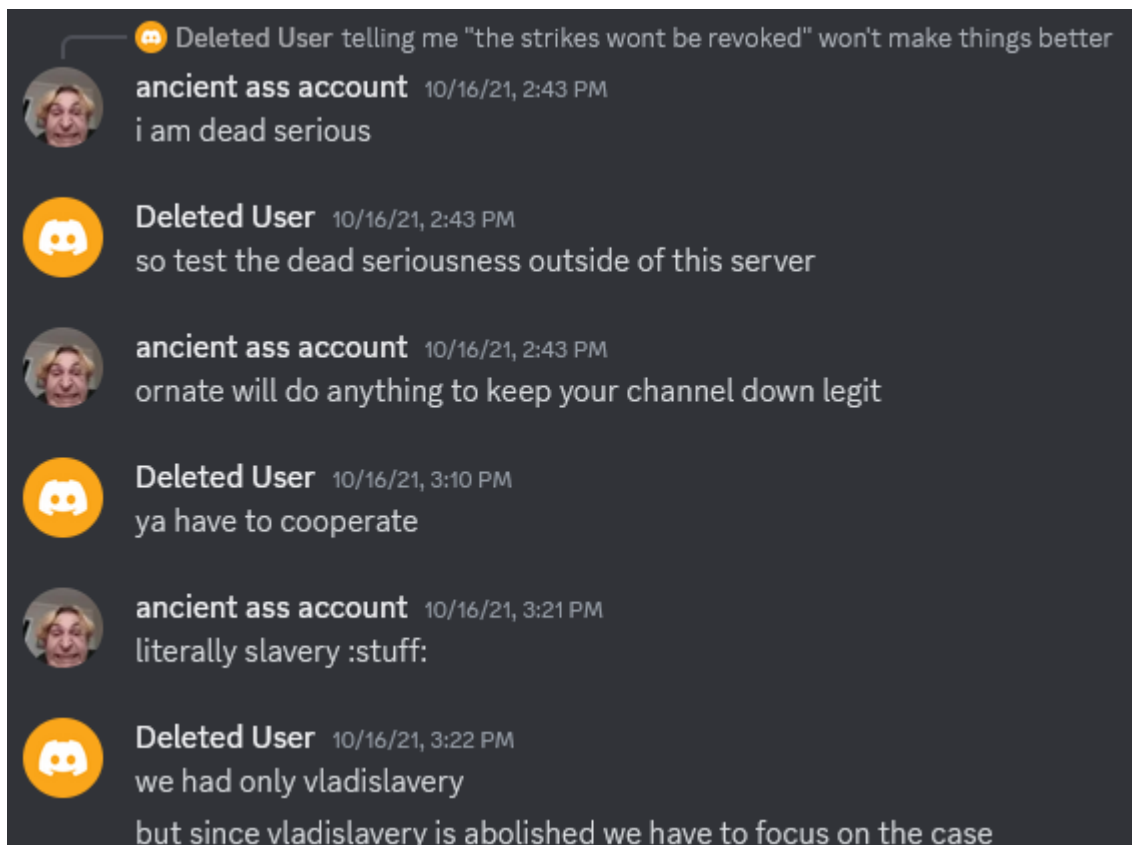 Deleted User telling me "the strikes wont be revoked" won't make things better
ancient ass account 10/16/21, 2:43 PM
i am dead serious
Deleted User 10/16/21, 2:43 PM
so test the dead seriousness outside of this server
ancient ass account 10/16/21, 2:43 PM
ornate will do anything to keep your channel down legit
Deleted User 10/16/21, 3:10 PM
ya have to cooperate
ancient ass account 10/16/21, 3:21 PM
literally slavery :stuff:
Deleted User 10/16/21, 3:22 PM
we had only vladislavery
but since vladislavery is abolished we have to focus on the case